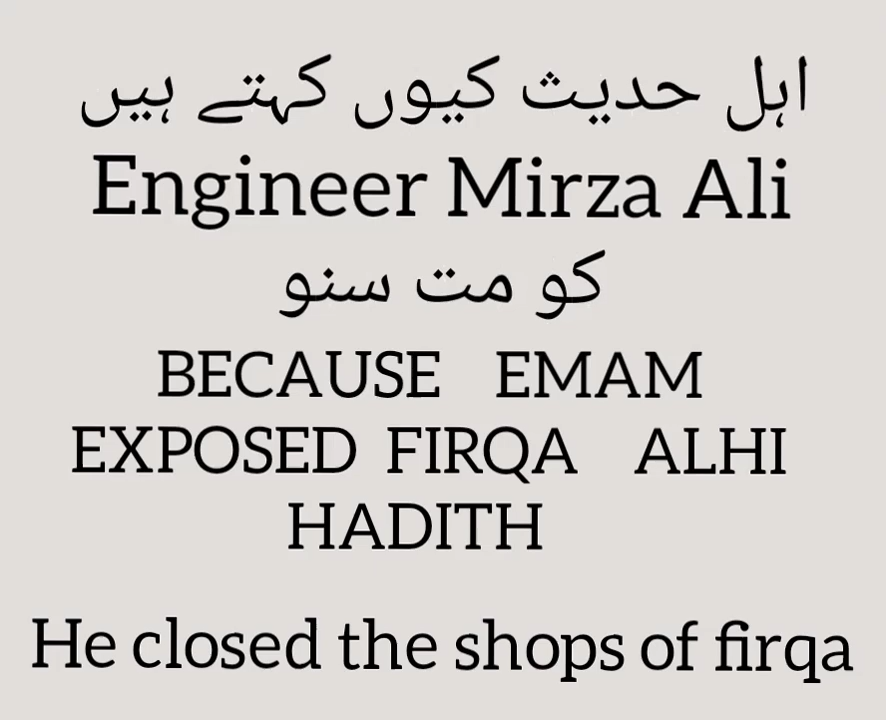 اہل حدیث کیوں کہتے ہیں
Engineer Mirza Ali
کو مت سنو
BECAUSE EMAM
EXPOSED FIRQA ALHI
HADITH
He closed the shops of firqa